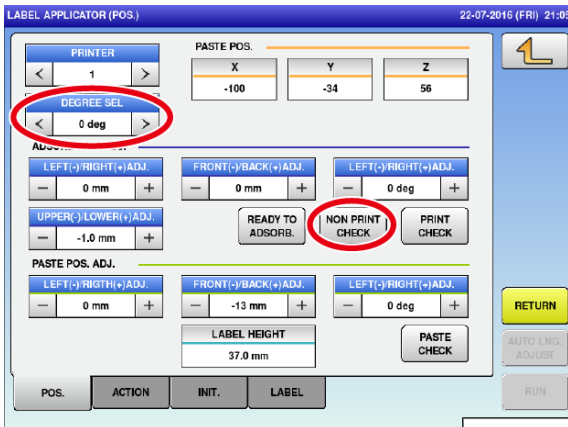 LABEL APPLICATOR (POS.) 22-07-2016 (FRI) 21:05
PRINTER
< 1 >
DEGREE SEL
< 0 deg >
PASTE POS.
X Y Z
-100 -34 56
LEFT(-)/RIGHT(+)ADJ. FRONT(-)/BACK(+)ADJ. LEFT(-)/RIGHT(+)ADJ.
− 0 mm + − 0 mm + − 0 deg +
UPPER(-)/LOWER(+)ADJ.
− -1.0 mm +
READY TO ADSORB.
NON PRINT CHECK
PRINT CHECK
PASTE POS. ADJ.
LEFT(-)/RIGTH(+)ADJ. FRONT(-)/BACK(+)ADJ. LEFT(-)/RIGHT(+)ADJ.
− 0 mm + − -13 mm + − 0 deg +
LABEL HEIGHT
37.0 mm
PASTE CHECK
RETURN
AUTO LNG. ADJUST
RUN
POS. ACTION INIT. LABEL